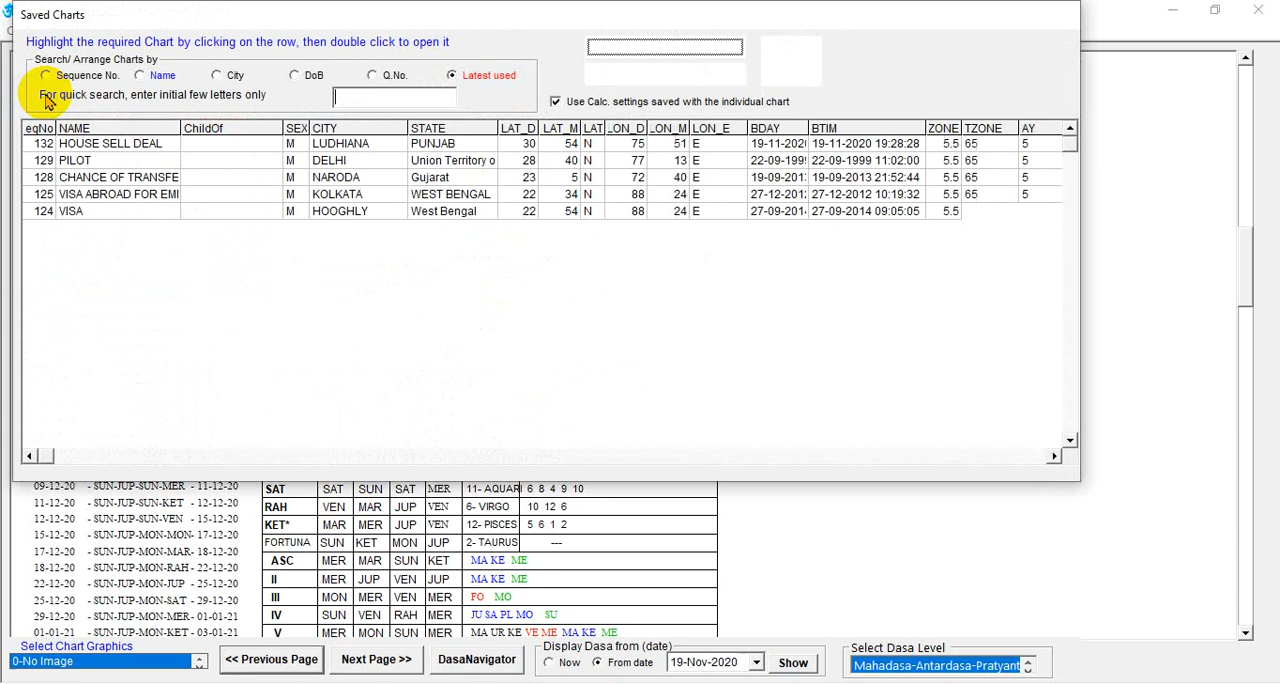 Saved Charts
Highlight the required Chart by clicking on the row, then double click to open it
Search/ Arrange Charts by
Sequence No. Name City DoB Q.No. Latest used
For quick search, enter initial few letters only
Use Calc. settings saved with the individual chart
eqNo NAME ChildOf SEX CITY STATE LAT_D LAT_M LAT LON_D LON_M LON_E BDAY BTIM ZONE TZONE AY
132 HOUSE SELL DEAL M LUDHIANA PUNJAB 30 54 N 75 51 E 19-11-202 19-11-2020 19:28:28 5.5 65 5
129 PILOT M DELHI Union Territory o 28 40 N 77 13 E 22-09-199 22-09-1999 11:02:00 5.5 65 5
128 CHANCE OF TRANSFE M NARODA Gujarat 23 5 N 72 40 E 19-09-201 19-09-2013 21:52:44 5.5 65 5
125 VISA ABROAD FOR EMI M KOLKATA WEST BENGAL 22 34 N 88 24 E 27-12-201 27-12-2012 10:19:32 5.5 65 5
124 VISA M HOOGHLY West Bengal 22 54 N 88 24 E 27-09-201 27-09-2014 09:05:05 5.5
09-12-20 - SUN-JUP-SUN-MER - 11-12-20
11-12-20 - SUN-JUP-SUN-KET - 12-12-20
12-12-20 - SUN-JUP-SUN-VEN - 15-12-20
15-12-20 - SUN-JUP-MON-MON- 17-12-20
17-12-20 - SUN-JUP-MON-MAR- 18-12-20
18-12-20 - SUN-JUP-MON-RAH - 22-12-20
22-12-20 - SUN-JUP-MON-JUP - 25-12-20
25-12-20 - SUN-JUP-MON-SAT - 29-12-20
29-12-20 - SUN-JUP-MON-MER- 01-01-21
01-01-21 - SUN-JUP-MON-KET - 03-01-21
SAT SAT SUN SAT MER 11- AQUARI 6 8 4 9 10
RAH VEN MAR JUP VEN 6- VIRGO 10 12 6
KET* MAR MER JUP VEN 12- PISCES 5 6 1 2
FORTUNA SUN KET MON JUP 2- TAURUS ---
ASC MER MAR SUN KET MA KE ME
II MER JUP VEN JUP MA KE ME
III MON MER VEN MER FO MO
IV SUN VEN RAH MER JU SA PL MO SU
V MER MON SUN MER MA UR KE VE ME MA KE ME
Select Chart Graphics
0-No Image
<< Previous Page
Next Page >>
DasaNavigator
Display Dasa from (date)
Now From date 19-Nov-2020 Show
Select Dasa Level
Mahadasa-Antardasa-Pratyant